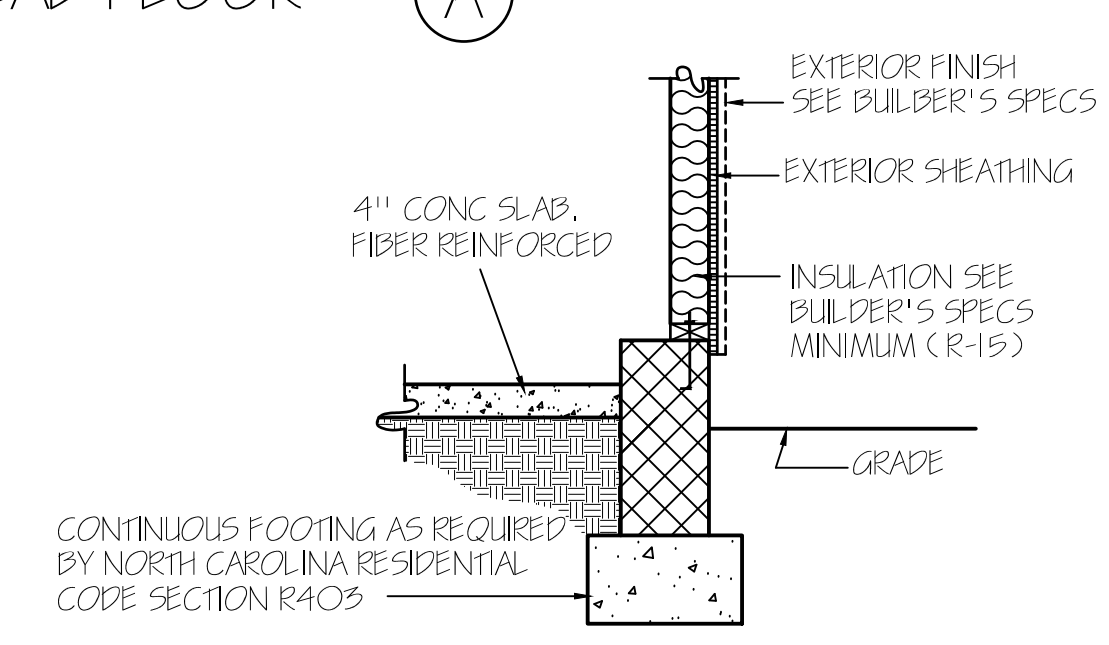 FLOOR
A
EXTERIOR FINISH
SEE BUILBER'S SPECS
EXTERIOR SHEATHING
4" CONC SLAB.
FIBER REINFORCED
INSULATION SEE
BUILDER'S SPECS
MINIMUM (R-15)
GRADE
CONTINUOUS FOOTING AS REQUIRED
BY NORTH CAROLINA RESIDENTIAL
CODE SECTION R403